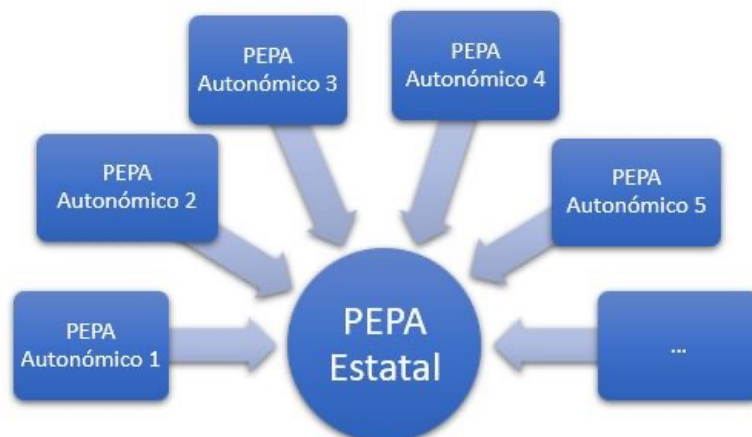 PEPA
Autonómico 3
PEPA
Autonómico 4
PEPA
Autonómico 2
PEPA
Autonómico 5
PEPA
Autonómico 1
PEPA
Estatal
...